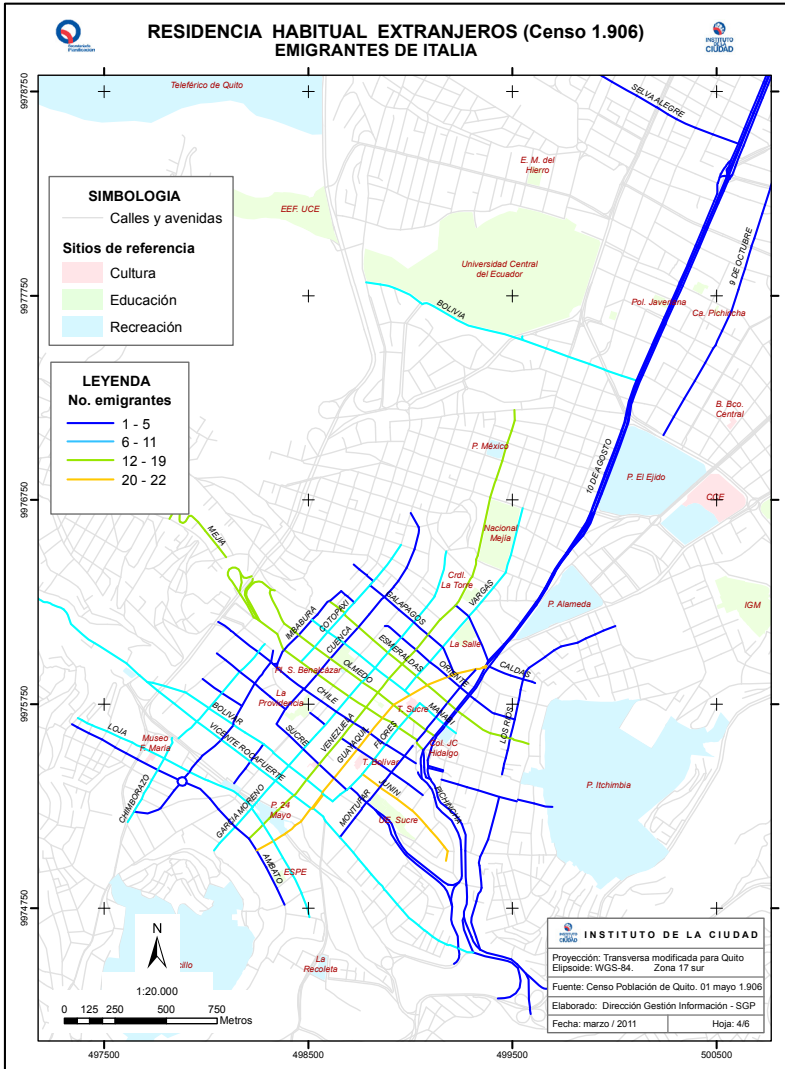 RESIDENCIA HABITUAL EXTRANJEROS (Censo 1.906)
EMIGRANTES DE ITALIA
INSTITUTO
DE LA
CIUDAD
9978750
9977750
9976750
9975750
9974750
497500
498500
499500
500500
Teleférico de Quito
SELVA ALEGRE
E. M. del
Hierro
SIMBOLOGIA
Calles y avenidas
Sitios de referencia
Cultura
Educación
Recreación
EEF. UCE
Universidad Central
del Ecuador
9 DE OCTUBRE
BOLIVIA
Pol. Javeriana
Ca. Pichincha
LEYENDA
No. emigrantes
1 - 5
6 - 11
12 - 19
20 - 22
B. Bco.
Central
P. México
10 DE AGOSTO
P. El Ejido
CCE
MEJIA
Nacional
Mejía
Crdl.
La Torre
VARGAS
GALAPAGOS
P. Alameda
IGM
IMBABURA
COTOPAXI
CUENCA
ESMERALDAS
La Salle
ORIENTE
CALDAS
OLMEDO
S. Benalcázar
CHILE
La
Providencia
BOLIVAR
T. Sucre
MANABI
LOS RIOS
LOJA
Museo
F. María
VICENTE ROCAFUERTE
SUCRE
VENEZUELA
GUAYAQUIL
FLORES
Col. JC
Hidalgo
T. Bolívar
JUNIN
PICHINCHA
P. Itchimbia
CHIMBORAZO
GARCIA MORENO
P. 24
Mayo
MONTUFAR
UE. Sucre
AMBATO
ESPE
N
1:20.000
0 125 250 500 750
Metros
La
Recoleta
INSTITUTO DE LA CIUDAD
Proyección: Transversa modificada para Quito
Elipsoide: WGS-84. Zona 17 sur
Fuente: Censo Población de Quito. 01 mayo 1.906
Elaborado: Dirección Gestión Información - SGP
Fecha: marzo / 2011
Hoja: 4/6